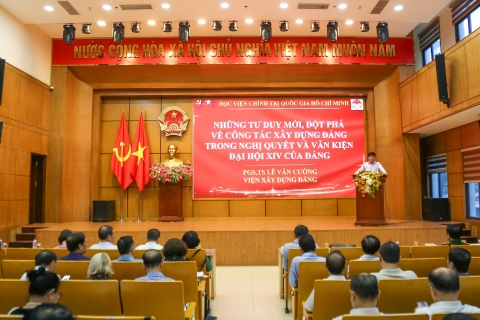 NƯỚC CỘNG HÒA XÃ HỘI CHỦ NGHĨA VIỆT NAM MUÔN NĂM
HỌC VIỆN CHÍNH TRỊ QUỐC GIA HỒ CHÍ MINH
NHỮNG TƯ DUY MỚI, ĐỘT PHÁ
VỀ CÔNG TÁC XÂY DỰNG ĐẢNG
TRONG NGHỊ QUYẾT VÀ VĂN KIỆN
ĐẠI HỘI XIV CỦA ĐẢNG
PGS,TS LÊ VĂN CƯỜNG
VIỆN XÂY DỰNG ĐẢNG